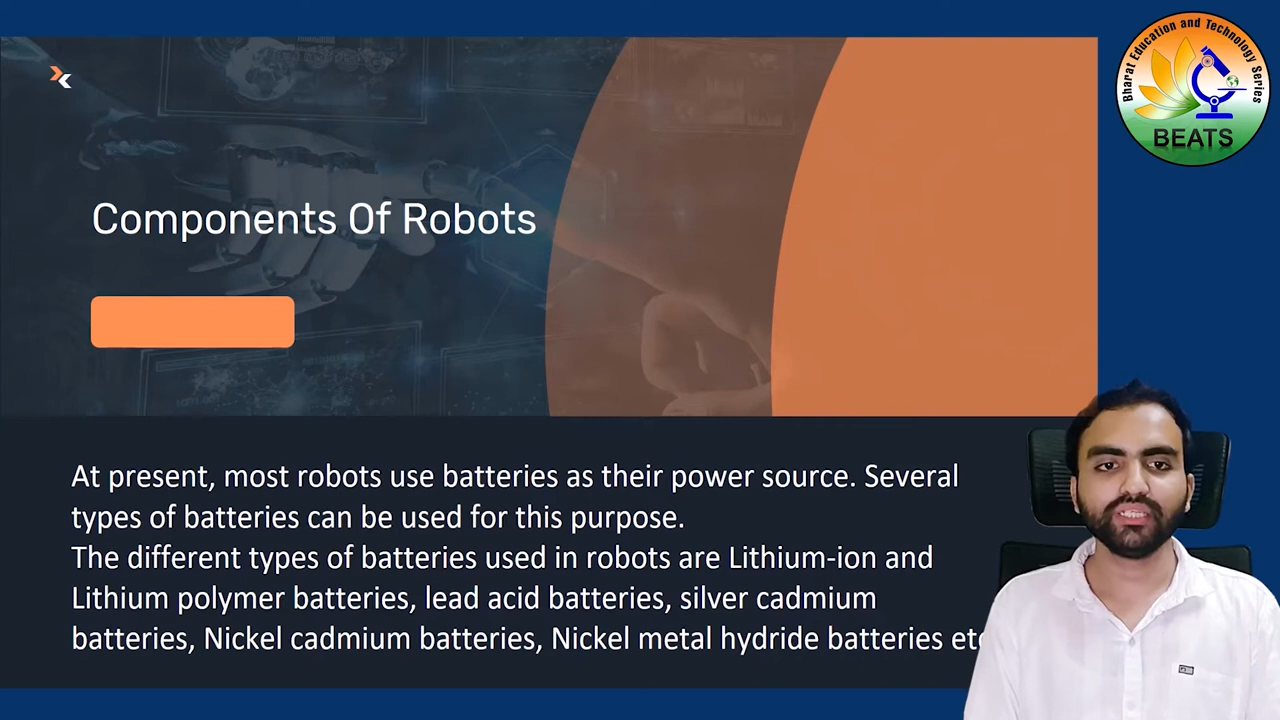 Bharat Education and Technology Series
BEATS
Components Of Robots
At present, most robots use batteries as their power source. Several
types of batteries can be used for this purpose.
The different types of batteries used in robots are Lithium-ion and
Lithium polymer batteries, lead acid batteries, silver cadmium
batteries, Nickel cadmium batteries, Nickel metal hydride batteries etc